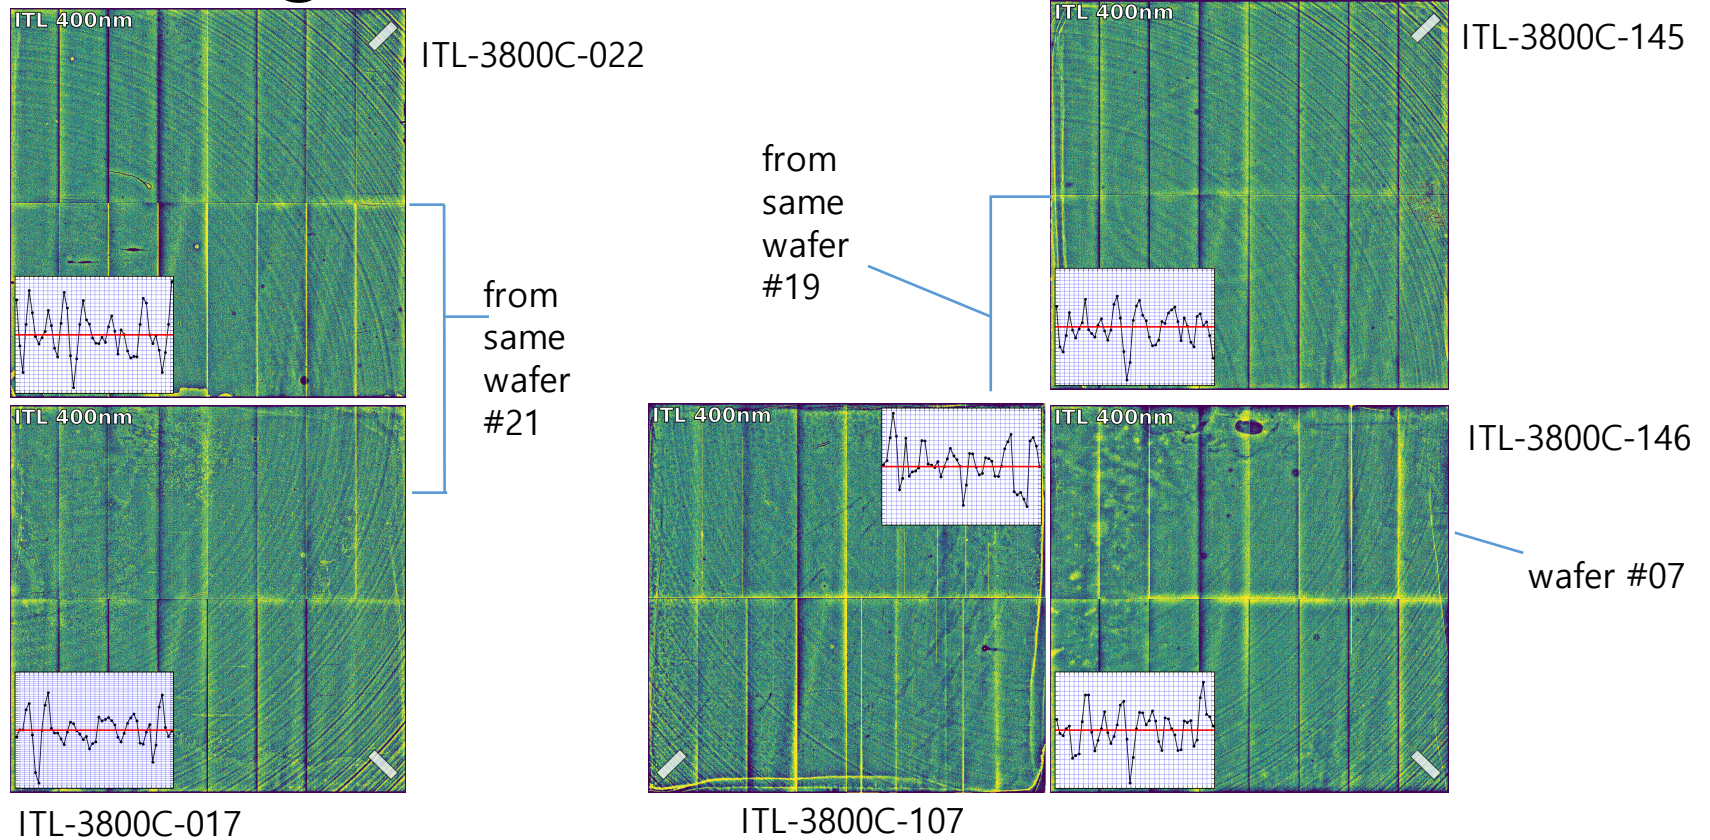 ITL 400nm
ITL-3800C-022
ITL 400nm
ITL-3800C-145
from
same
wafer
#19
from
same
wafer
#21
ITL 400nm
ITL-3800C-017
ITL 400nm
ITL-3800C-107
ITL 400nm
ITL-3800C-146
wafer #07